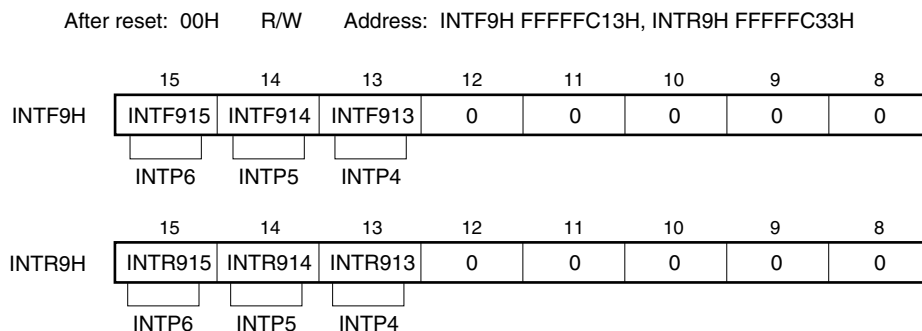 After reset: 00H R/W Address: INTF9H FFFFFC13H, INTR9H FFFFFC33H
15 14 13 12 11 10 9 8
INTF9H INTF915 INTF914 INTF913 0 0 0 0 0
INTP6 INTP5 INTP4
15 14 13 12 11 10 9 8
INTR9H INTR915 INTR914 INTR913 0 0 0 0 0
INTP6 INTP5 INTP4